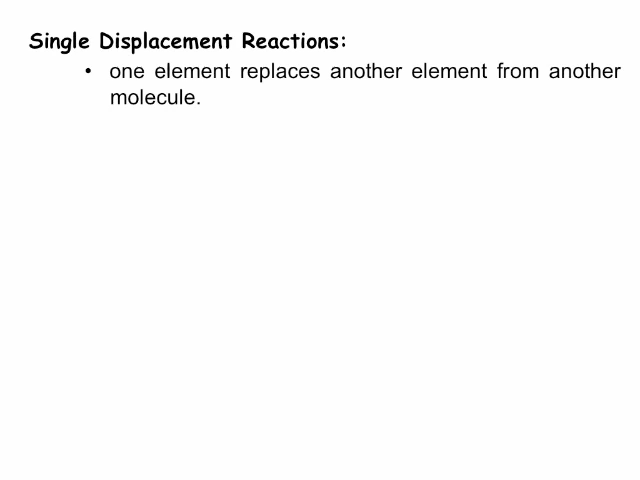 Single Displacement Reactions:
• one element replaces another element from another
molecule.